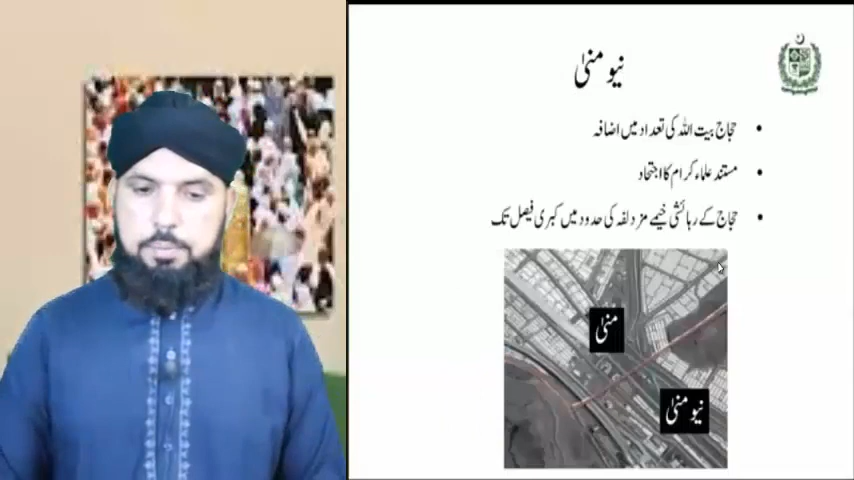 نیو منیٰ
حجاج بیت اللہ کی تعداد میں اضافہ
مستند علماء کرام کا اجتہاد
حجاج کے رہائشی خیمے مزدلفہ کی حدود میں کبری فیصل تک
منیٰ
نیو منیٰ